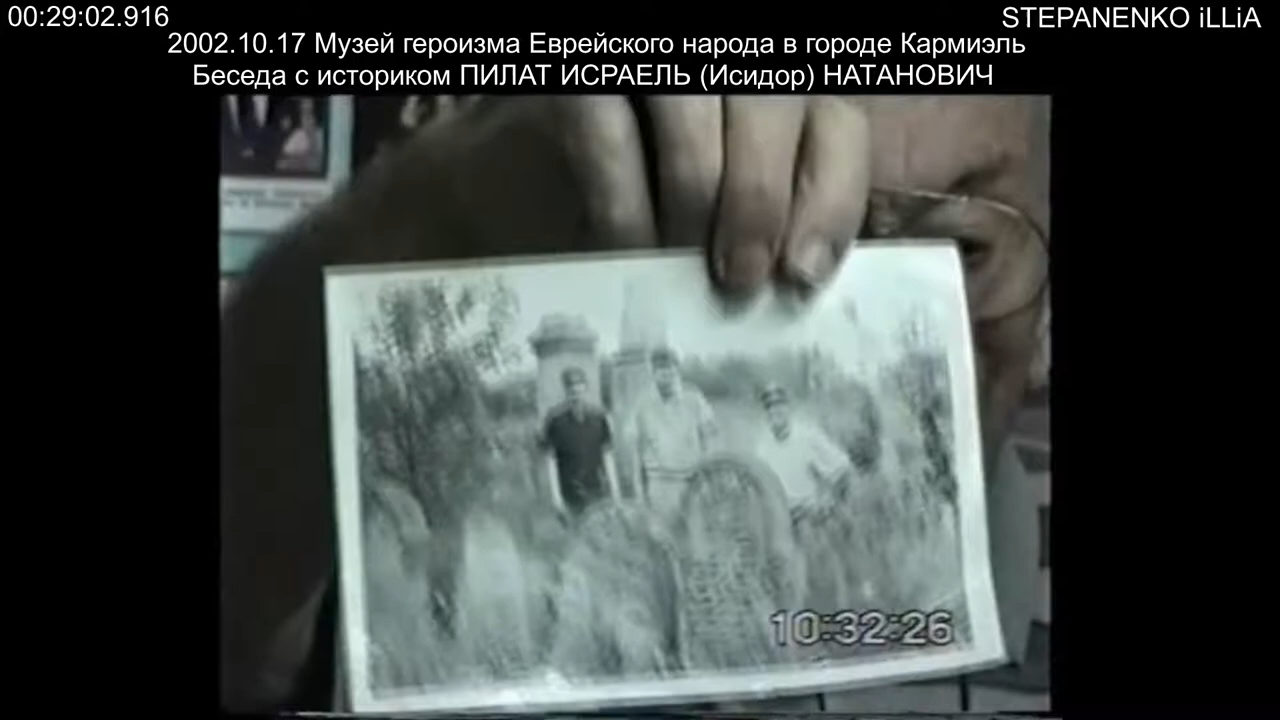 00:29:02.916
STEPANENKO iLLiA
2002.10.17 Музей героизма Еврейского народа в городе Кармиэль
Беседа с историком ПИЛАТ ИСРАЕЛЬ (Исидор) НАТАНОВИЧ
10:32:26